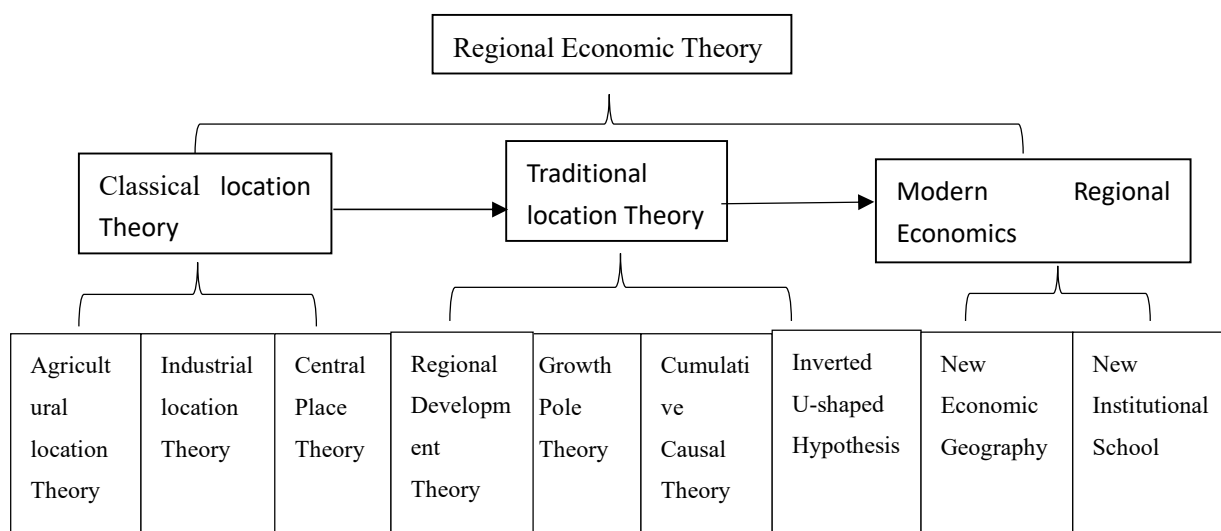 Regional Economic Theory
Classical location
Theory
Traditional
location Theory
Modern Regional
Economics
Agricult
ural
location
Theory
Industrial
location
Theory
Central
Place
Theory
Regional
Developm
ent
Theory
Growth
Pole
Theory
Cumulati
ve
Causal
Theory
Inverted
U-shaped
Hypothesis
New
Economic
Geography
New
Institutional
School